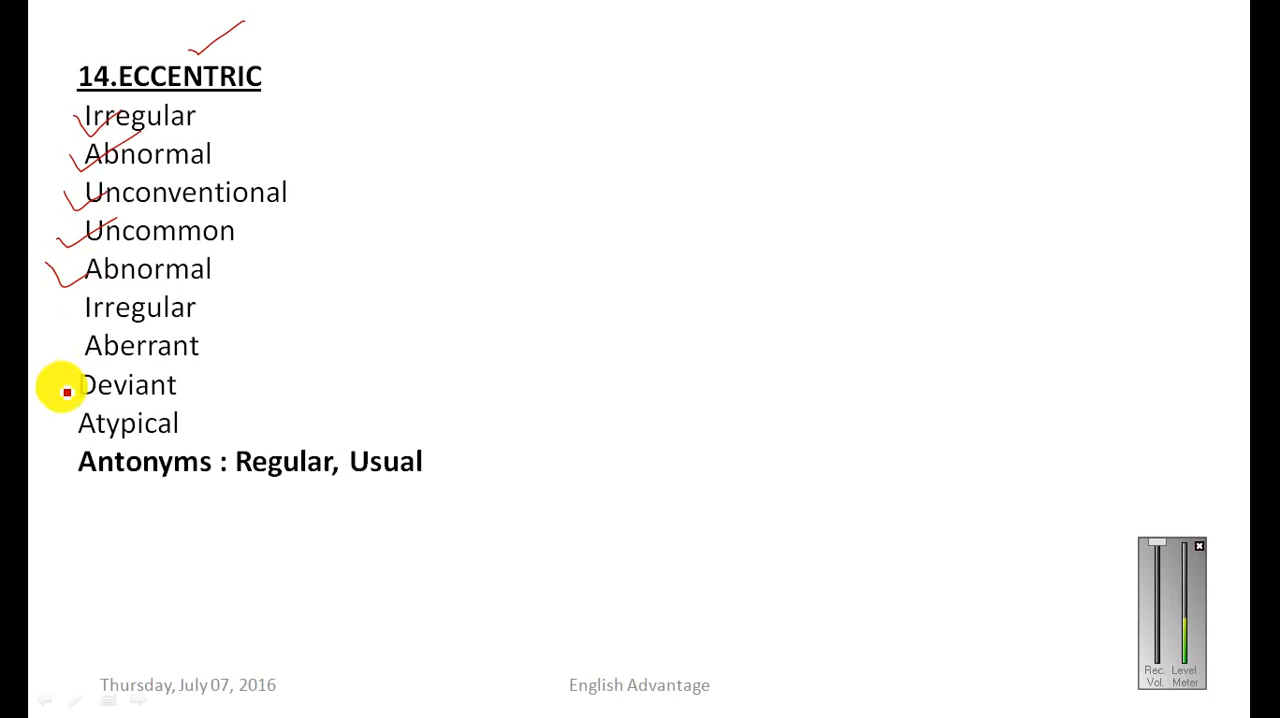 14.ECCENTRIC
Irregular
Abnormal
Unconventional
Uncommon
Abnormal
Irregular
Aberrant
Deviant
Atypical
Antonyms : Regular, Usual
Rec. Level
Vol. Meter
Thursday, July 07, 2016
English Advantage